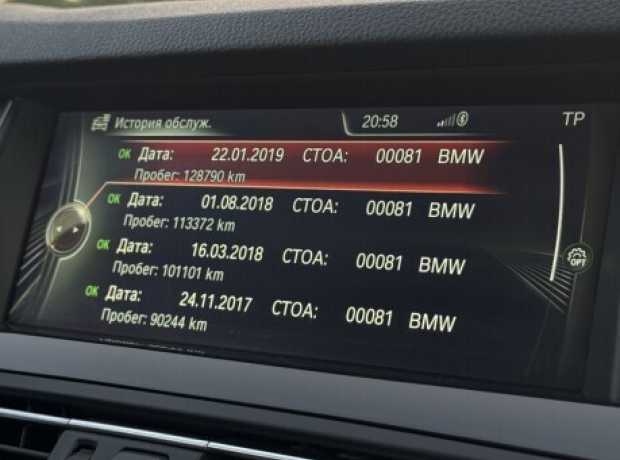 История обслуж. 20:58 TP
OK Дата: 22.01.2019 СТОА: 00081 BMW
Пробег: 128790 km
OK Дата: 01.08.2018 СТОА: 00081 BMW
Пробег: 113372 km
OK Дата: 16.03.2018 СТОА: 00081 BMW
Пробег: 101101 km
OK Дата: 24.11.2017 СТОА: 00081 BMW
Пробег: 90244 km
OPT